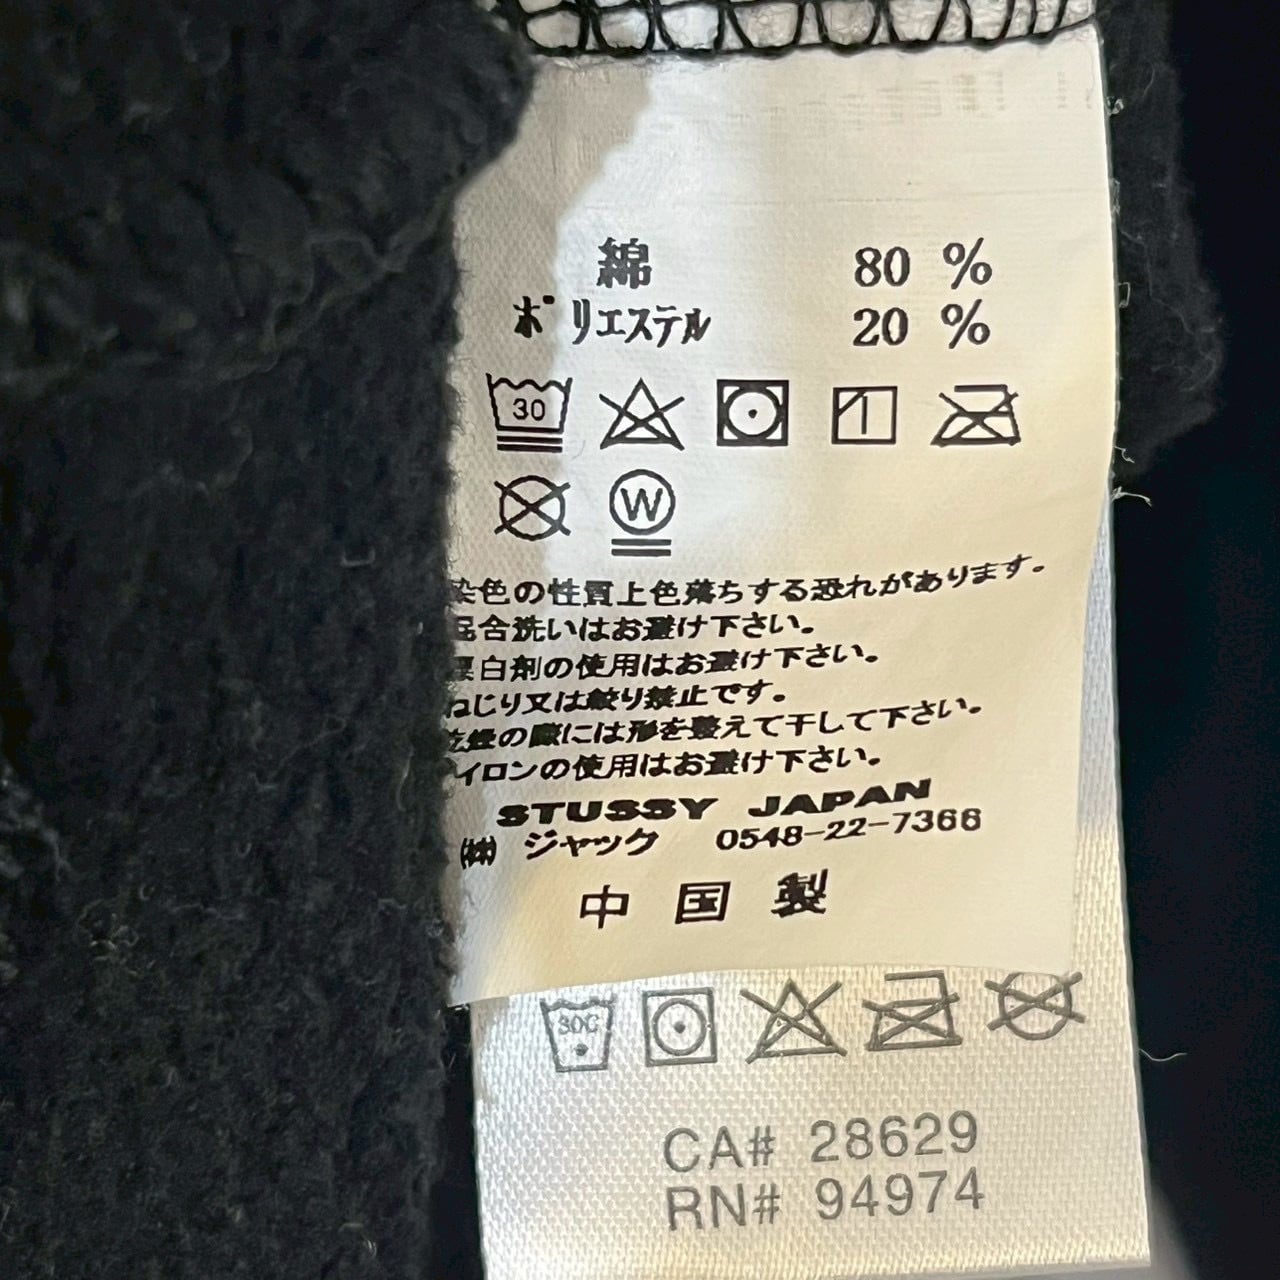 綿 80 %
ポリエステル 20 %
30
W
染色の性質上色落ちする恐れがあります。
混合洗いはお避け下さい。
漂白剤の使用はお避け下さい。
ねじり又は絞り禁止です。
乾燥の際には形を整えて干して下さい。
アイロンの使用はお避け下さい。
STUSSY JAPAN
(株) ジャック 0548-22-7366
中国製
30C
CA# 28629
RN# 94974